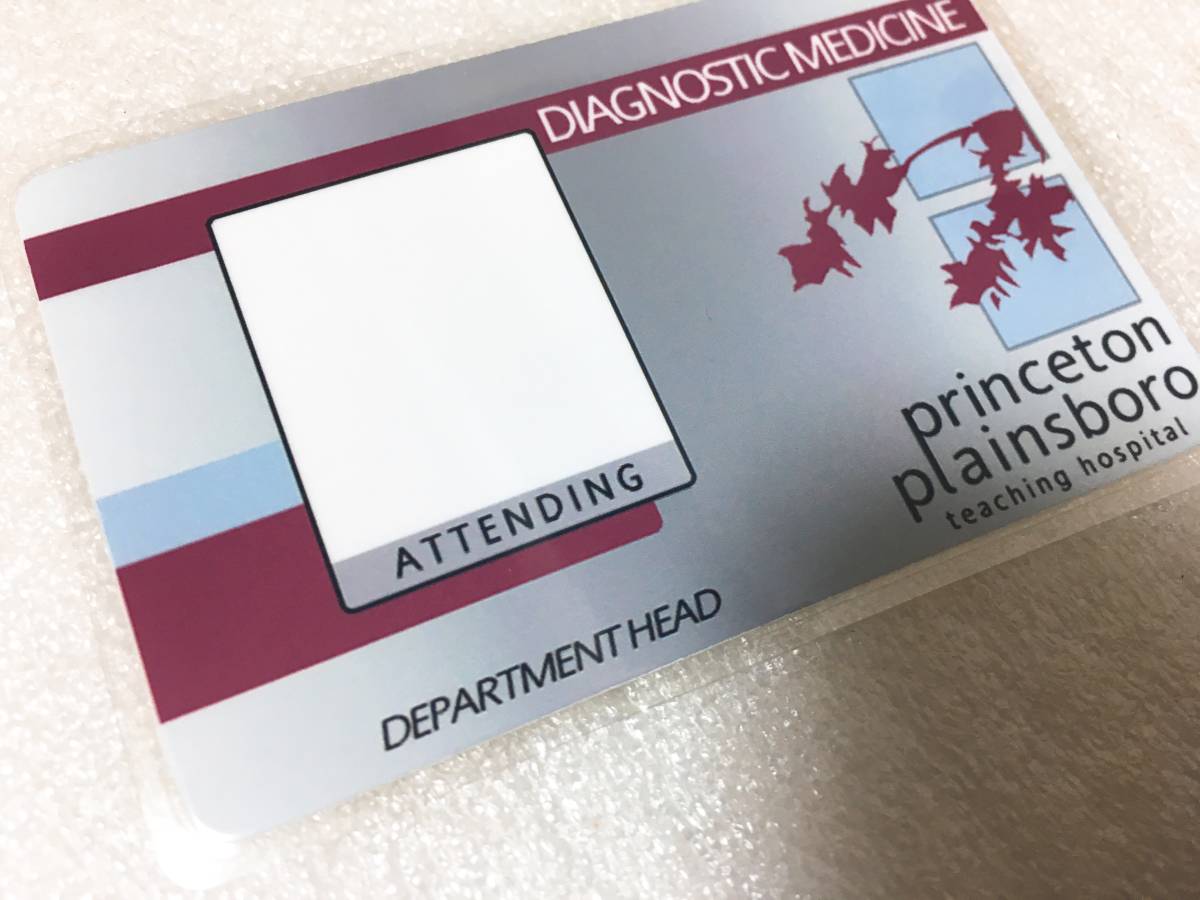 DIAGNOSTIC MEDICINE
princeton
plainsboro
teaching hospital
ATTENDING
DEPARTMENT HEAD